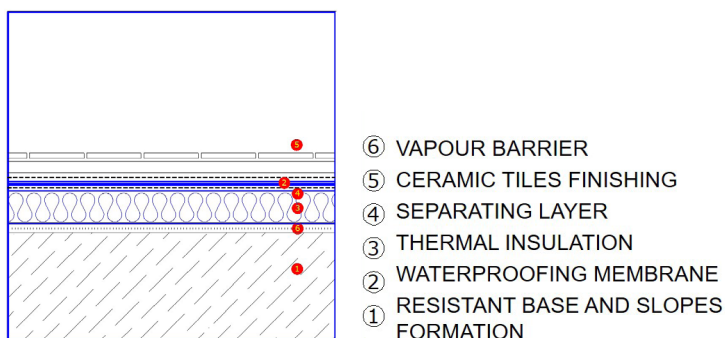 5
2
4
3
6
1
⑥ VAPOUR BARRIER
⑤ CERAMIC TILES FINISHING
④ SEPARATING LAYER
③ THERMAL INSULATION
② WATERPROOFING MEMBRANE
① RESISTANT BASE AND SLOPES
FORMATION